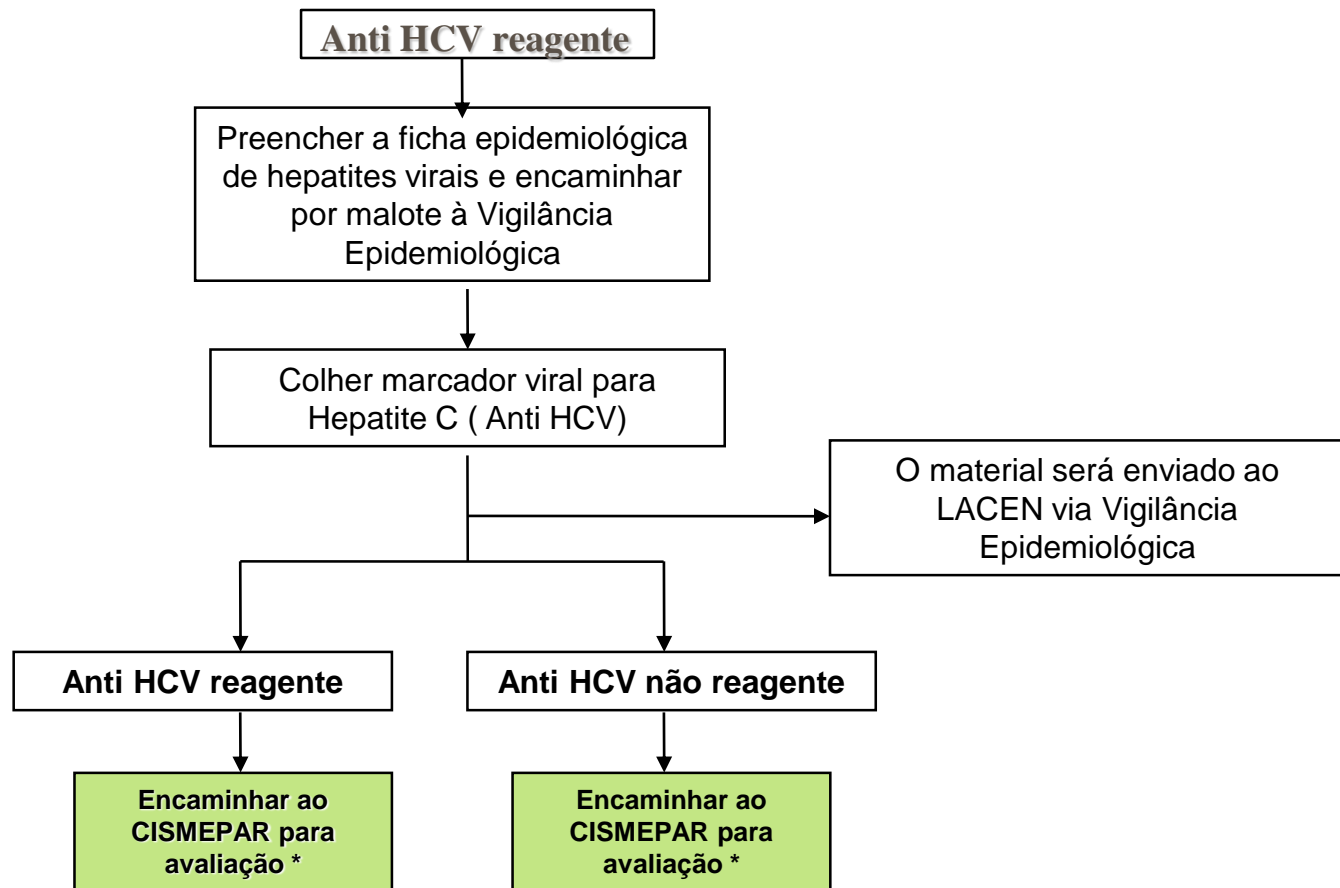 Anti HCV reagente
Preencher a ficha epidemiológica
de hepatites virais e encaminhar
por malote à Vigilância
Epidemiológica
Colher marcador viral para
Hepatite C ( Anti HCV)
O material será enviado ao
LACEN via Vigilância
Epidemiológica
Anti HCV reagente
Anti HCV não reagente
Encaminhar ao
CISMEPAR para
avaliação *
Encaminhar ao
CISMEPAR para
avaliação *